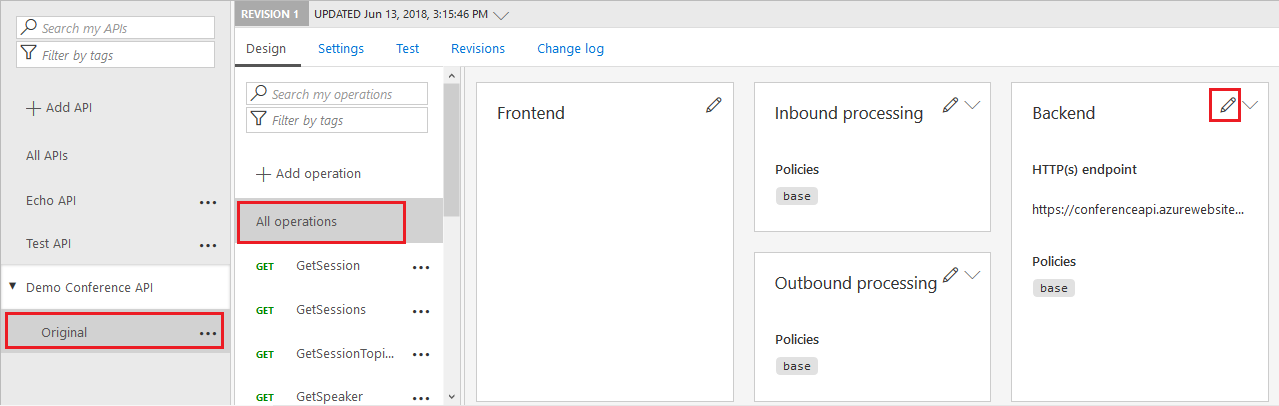 Search my APIs
Filter by tags
Add API
All APIs
Echo API
Test API
Demo Conference API
Original
REVISION 1 UPDATED Jun 13, 2018, 3:15:46 PM
Design Settings Test Revisions Change log
Search my operations
Filter by tags
Add operation
All operations
GET GetSession
GET GetSessions
GET GetSessionTopi...
GET GetSpeaker
Frontend
Inbound processing
Policies
base
Outbound processing
Policies
base
Backend
HTTP(s) endpoint
https://conferenceapi.azurewebsite...
Policies
base